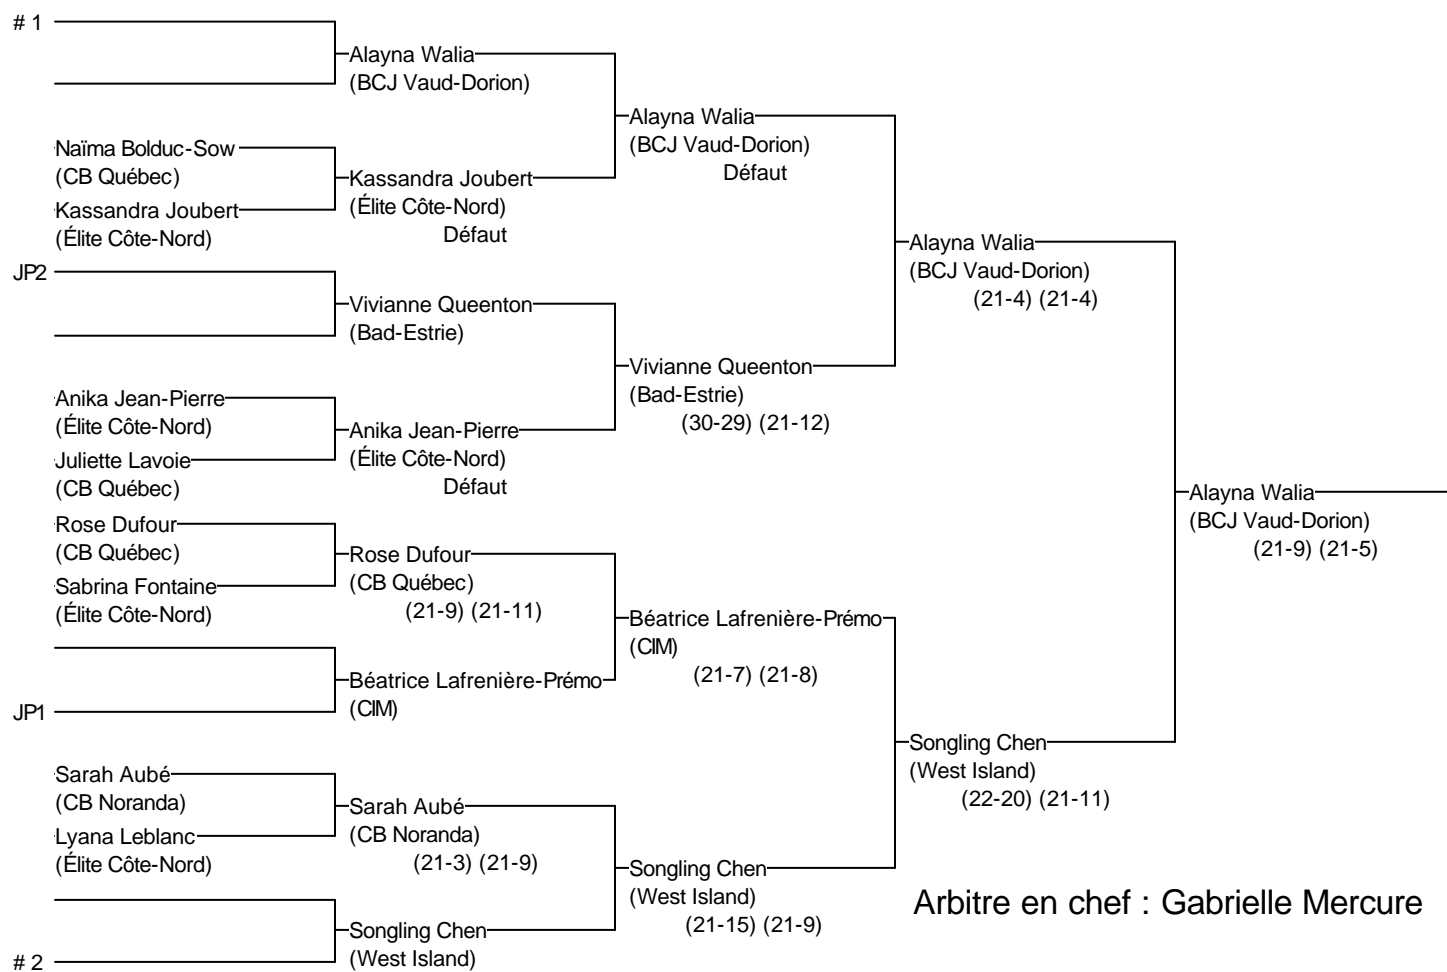 # 1
Alayna Walia
(BCJ Vaud-Dorion)
Alayna Walia
(BCJ Vaud-Dorion)
Défaut
Naïma Bolduc-Sow
(CB Québec)
Kassandra Joubert
(Élite Côte-Nord)
Défaut
Kassandra Joubert
(Élite Côte-Nord)
Alayna Walia
(BCJ Vaud-Dorion)
(21-4) (21-4)
JP2
Vivianne Queenton
(Bad-Estrie)
Vivianne Queenton
(Bad-Estrie)
(30-29) (21-12)
Anika Jean-Pierre
(Élite Côte-Nord)
Anika Jean-Pierre
(Élite Côte-Nord)
Défaut
Juliette Lavoie
(CB Québec)
Alayna Walia
(BCJ Vaud-Dorion)
(21-9) (21-5)
Rose Dufour
(CB Québec)
Rose Dufour
(CB Québec)
(21-9) (21-11)
Sabrina Fontaine
(Élite Côte-Nord)
Béatrice Lafrenière-Prémo
(CIM)
(21-7) (21-8)
Béatrice Lafrenière-Prémo
(CIM)
JP1
Songling Chen
(West Island)
(22-20) (21-11)
Sarah Aubé
(CB Noranda)
Sarah Aubé
(CB Noranda)
(21-3) (21-9)
Lyana Leblanc
(Élite Côte-Nord)
Songling Chen
(West Island)
(21-15) (21-9)
Songling Chen
(West Island)
# 2
Arbitre en chef : Gabrielle Mercure